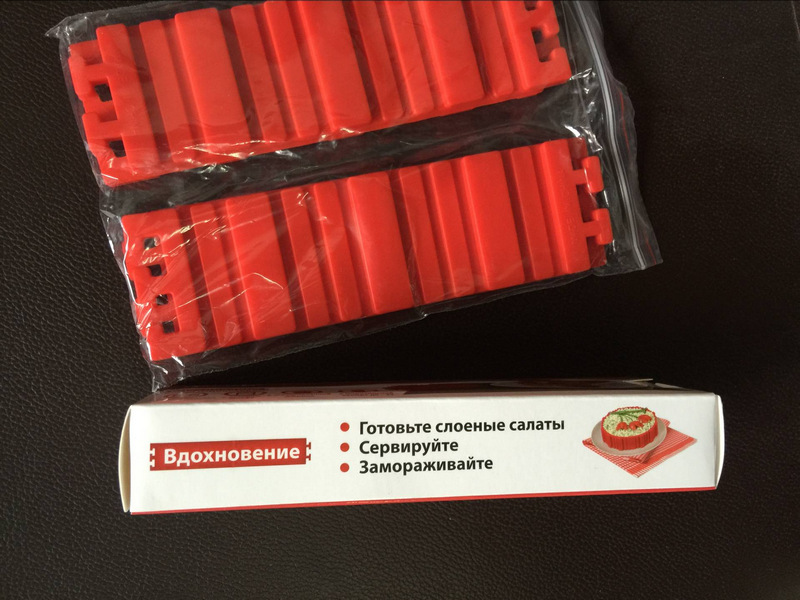 Вдохновение
Готовьте слоеные салаты
Сервируйте
Замораживайте